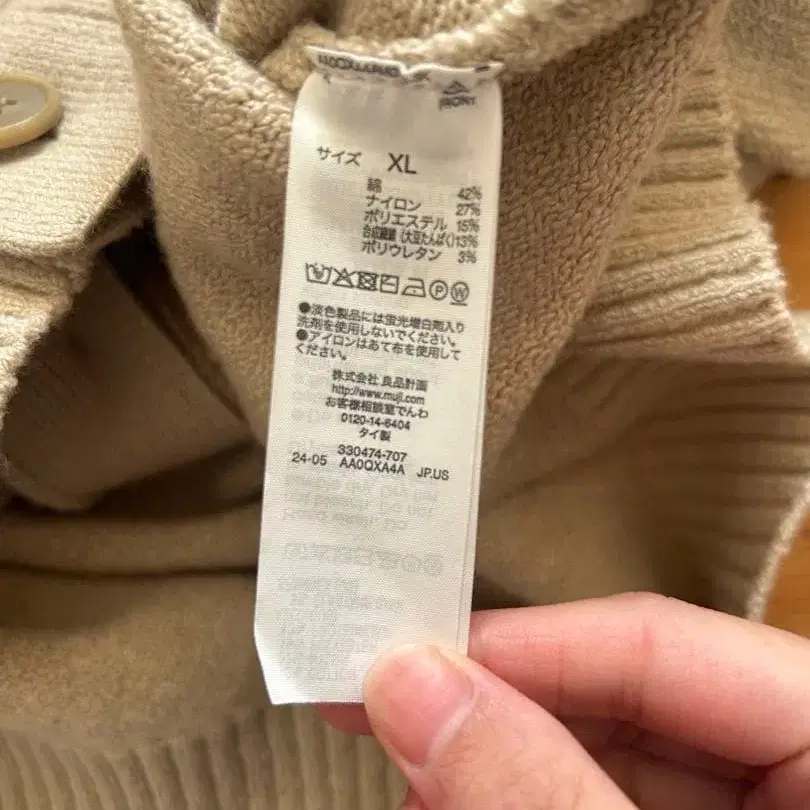 FRONT
サイズ XL
綿 42%
ナイロン 27%
ポリエステル 15%
合成繊維（大豆たんぱく）13%
ポリウレタン 3%
P W
●淡色製品には蛍光増白剤入り
洗剤を使用しないでください。
●アイロンはあて布を使用して
ください。
株式会社 良品計画
http://www.muji.com
お客様相談室でんわ
0120-14-6404
タイ製
330474-707
24-05 AA0QXA4A JP.US